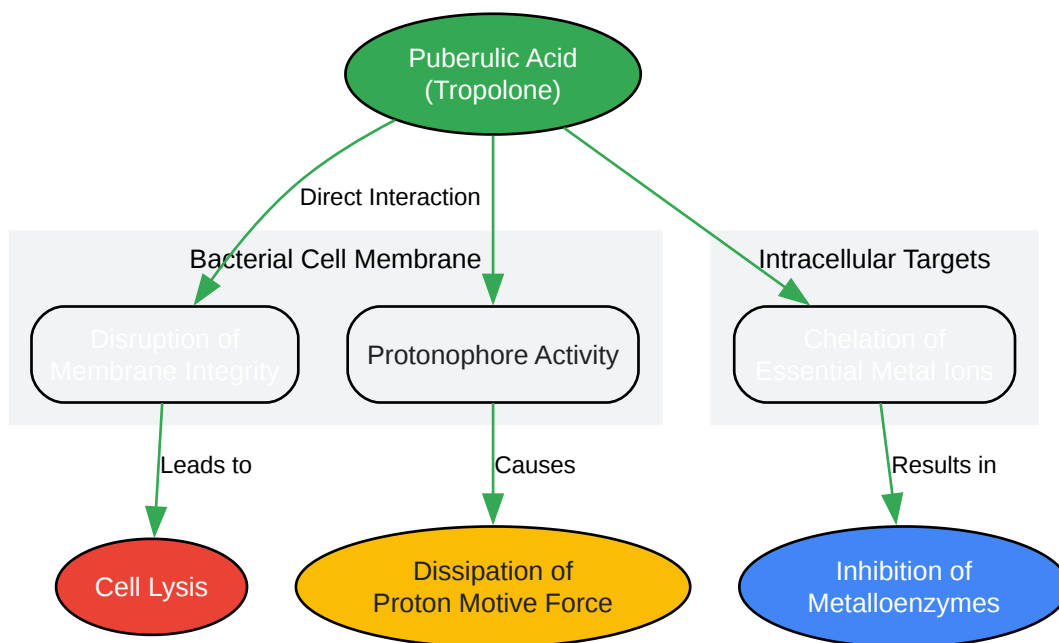 Puberulic Acid
(Tropolone)
Direct Interaction
Bacterial Cell Membrane
Intracellular Targets
Disruption of
Membrane Integrity
Protonophore Activity
Chelation of
Essential Metal Ions
Leads to
Causes
Results in
Cell Lysis
Dissipation of
Proton Motive Force
Inhibition of
Metalloenzymes